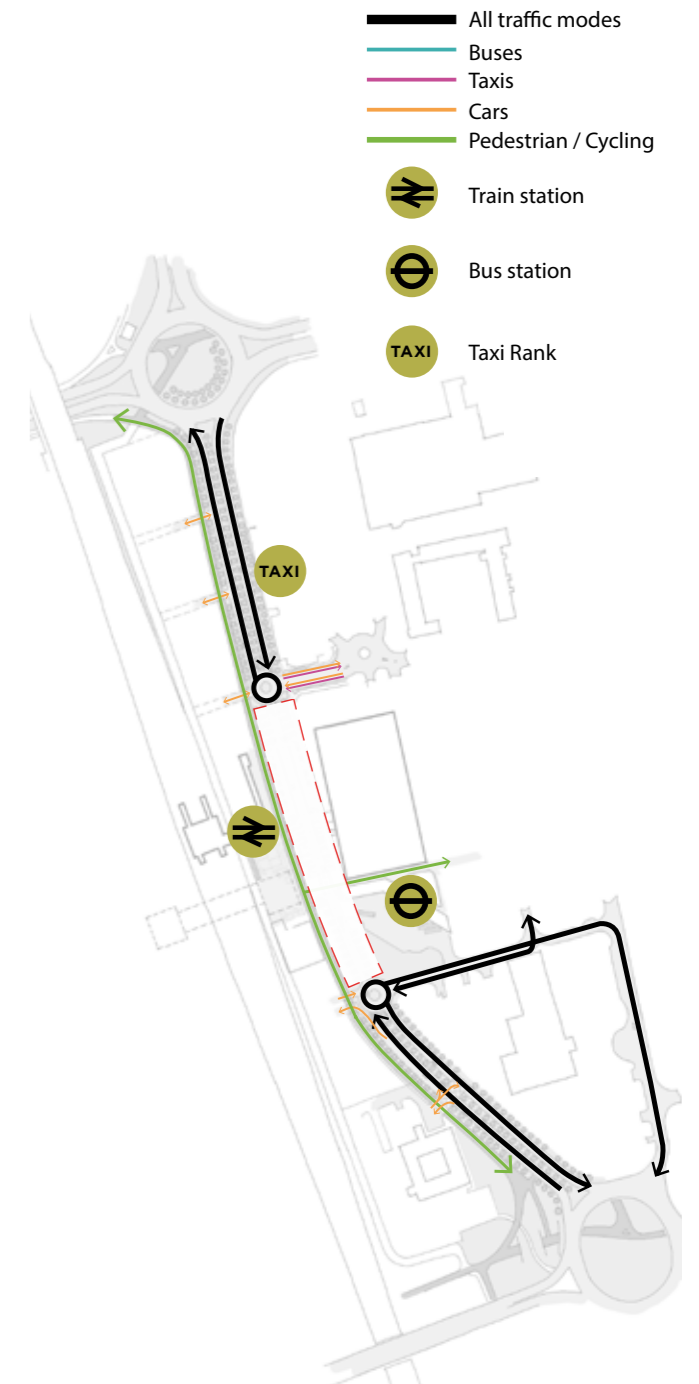 All traffic modes
Buses
Taxis
Cars
Pedestrian / Cycling
Train station
Bus station
TAXI Taxi Rank
TAXI